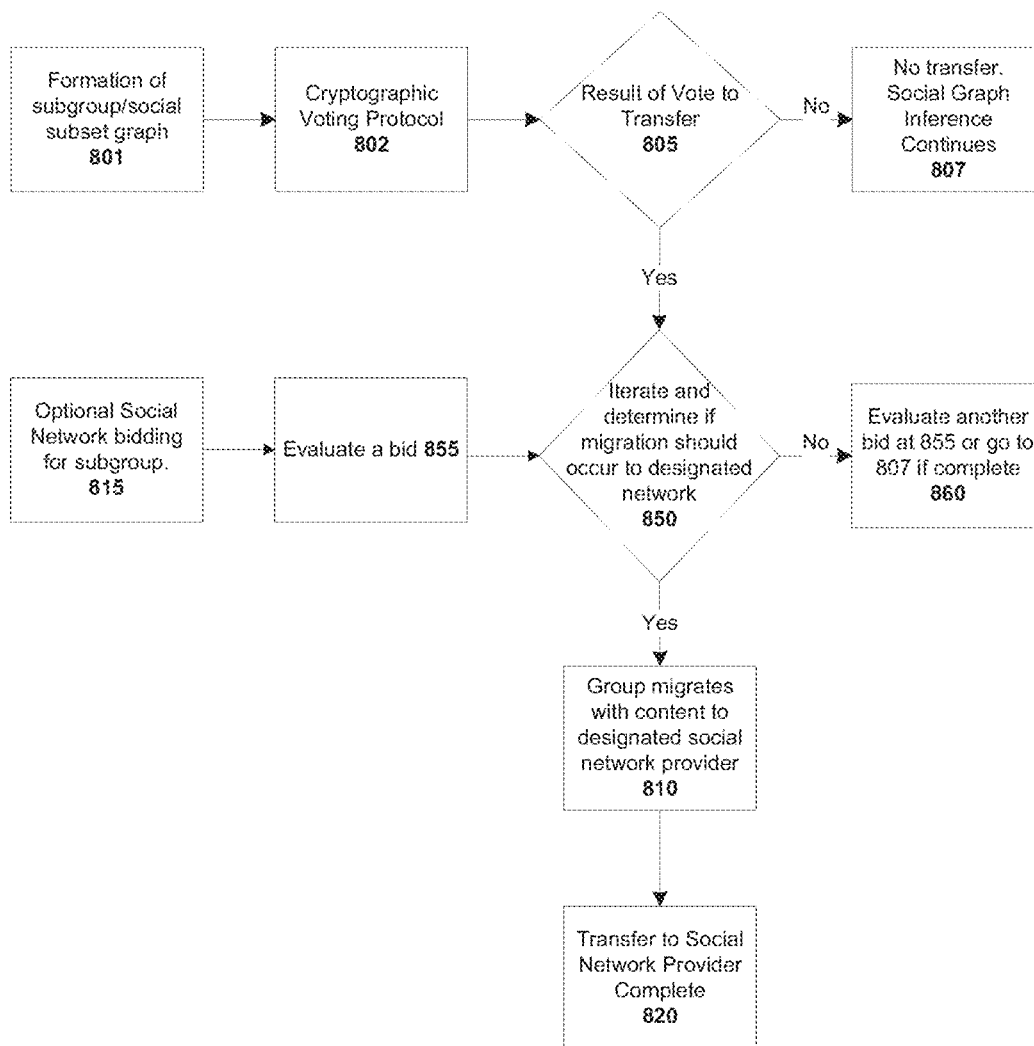 Formation of
subgroup/social
subset graph
801
Cryptographic
Voting Protocol
802
Result of Vote to
Transfer
805
No
No transfer.
Social Graph
Inference
Continues
807
Yes
Optional Social
Network bidding
for subgroup.
815
Evaluate a bid 855
Iterate and
determine if
migration should
occur to designated
network
850
No
Evaluate another
bid at 855 or go to
807 if complete
860
Yes
Group migrates
with content to
designated social
network provider
810
Transfer to Social
Network Provider
Complete
820